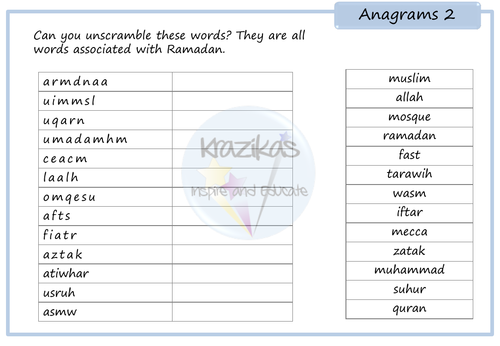 Anagrams 2
Can you unscramble these words? They are all
words associated with Ramadan.
armdnaa
uimmsl
uqarn
umadamhm
ceacm
laalh
omqesu
afts
fiatr
aztak
atiwhar
usruh
asmw
muslim
allah
mosque
ramadan
fast
tarawih
wasm
iftar
mecca
zatak
muhammad
suhur
quran
Krazikas
Inspire and Educate